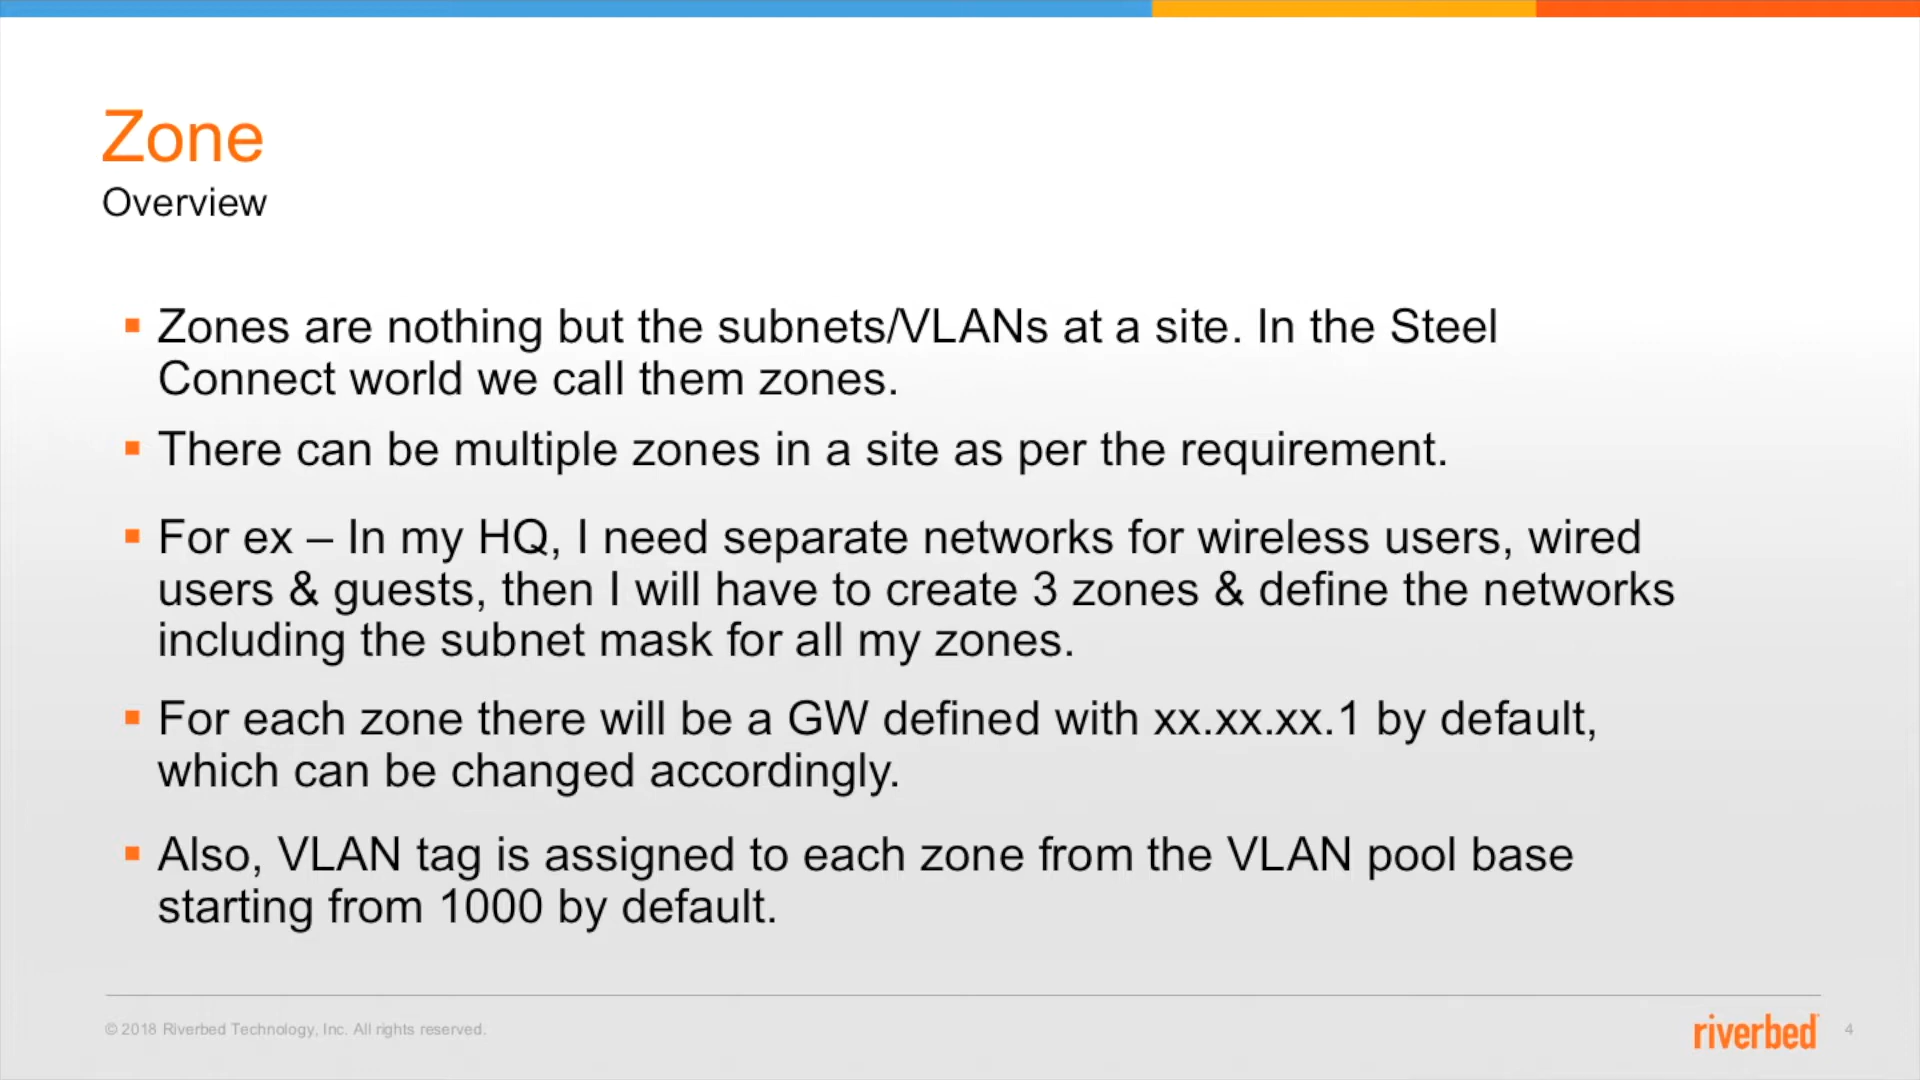 Zone
Overview
▪ Zones are nothing but the subnets/VLANs at a site. In the Steel
Connect world we call them zones.
▪ There can be multiple zones in a site as per the requirement.
▪ For ex – In my HQ, I need separate networks for wireless users, wired
users & guests, then I will have to create 3 zones & define the networks
including the subnet mask for all my zones.
▪ For each zone there will be a GW defined with xx.xx.xx.1 by default,
which can be changed accordingly.
▪ Also, VLAN tag is assigned to each zone from the VLAN pool base
starting from 1000 by default.
© 2018 Riverbed Technology, Inc. All rights reserved.
riverbed
4